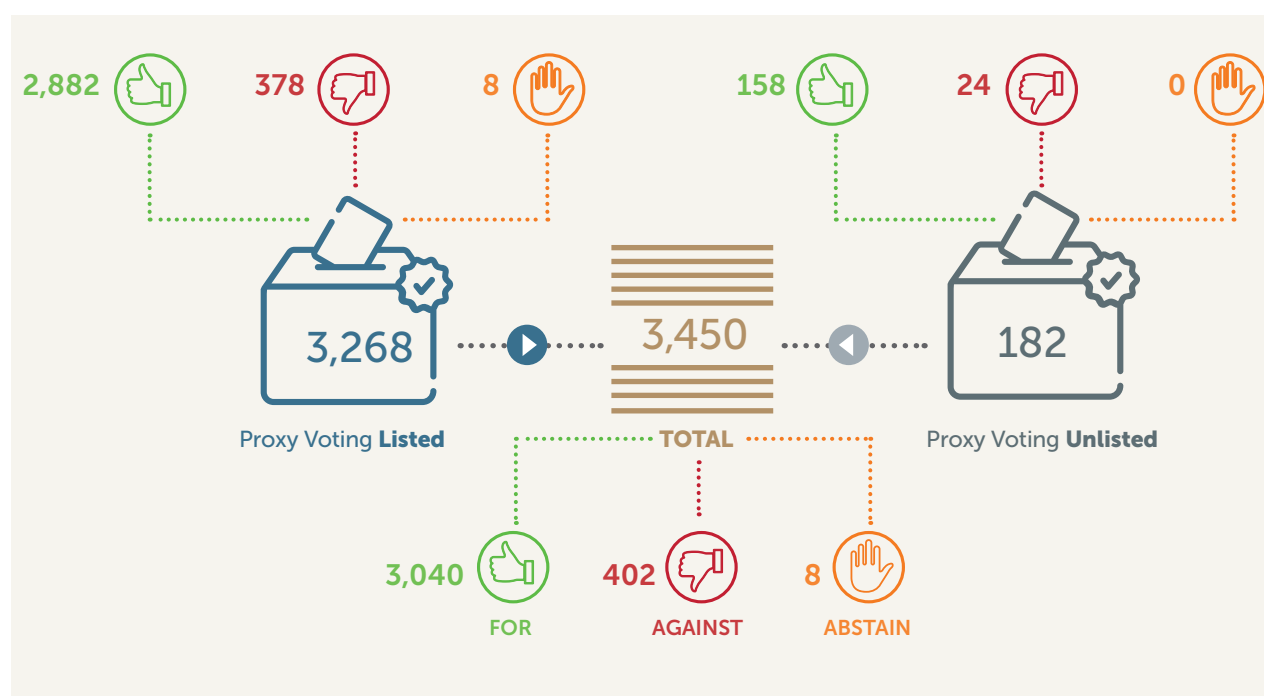 2,882 378 8 158 24 0
3,268 3,450 182
Proxy Voting Listed TOTAL Proxy Voting Unlisted
3,040 402 8
FOR AGAINST ABSTAIN